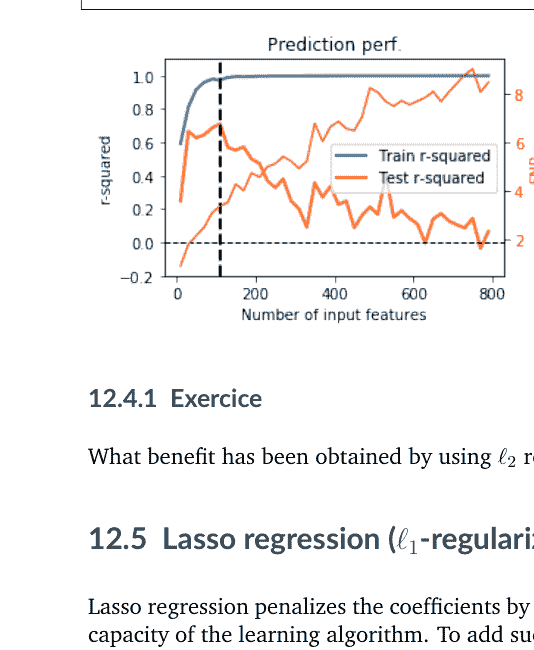 Prediction perf.
1.0
0.8
0.6
0.4
0.2
0.0
−0.2
r-squared
8
6
4
2
Train r-squared
Test r-squared
0 200 400 600 800
Number of input features
12.4.1 Exercice
What benefit has been obtained by using ℓ2
12.5 Lasso regression (ℓ1-regulari
Lasso regression penalizes the coefficients by
capacity of the learning algorithm. To add su